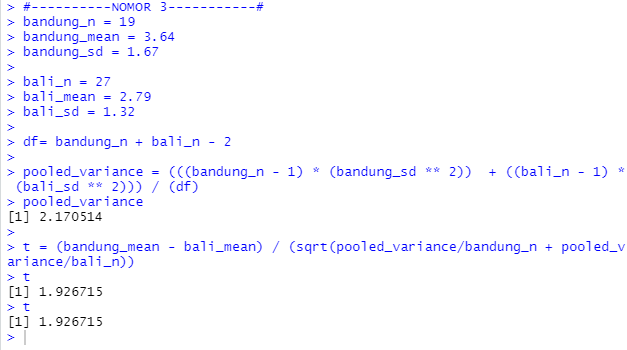 > #----------NOMOR 3-----------#
> bandung_n = 19
> bandung_mean = 3.64
> bandung_sd = 1.67
>
> bali_n = 27
> bali_mean = 2.79
> bali_sd = 1.32
>
> df= bandung_n + bali_n - 2
>
> pooled_variance = (((bandung_n - 1) * (bandung_sd ** 2))  + ((bali_n - 1) *
 (bali_sd ** 2))) / (df)
> pooled_variance
[1] 2.170514
>
> t = (bandung_mean - bali_mean) / (sqrt(pooled_variance/bandung_n + pooled_v
ariance/bali_n))
> t
[1] 1.926715
> t
[1] 1.926715
>